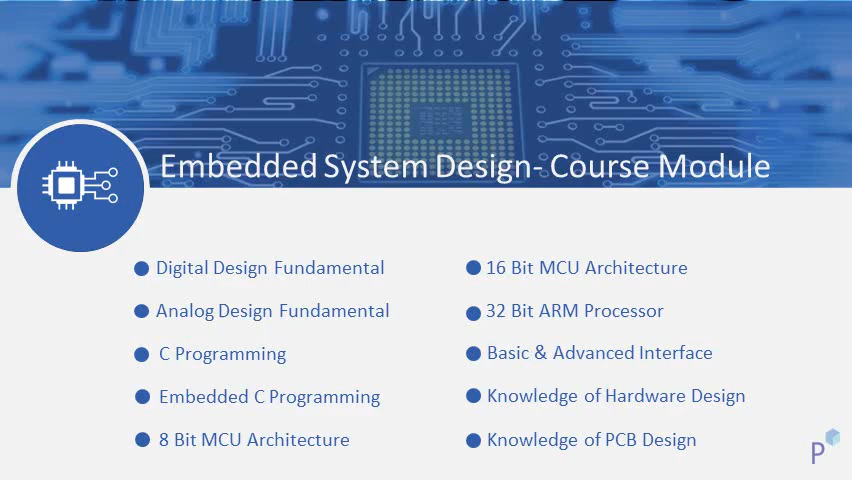 Embedded System Design- Course Module
Digital Design Fundamental
Analog Design Fundamental
C Programming
Embedded C Programming
8 Bit MCU Architecture
16 Bit MCU Architecture
32 Bit ARM Processor
Basic & Advanced Interface
Knowledge of Hardware Design
Knowledge of PCB Design
P